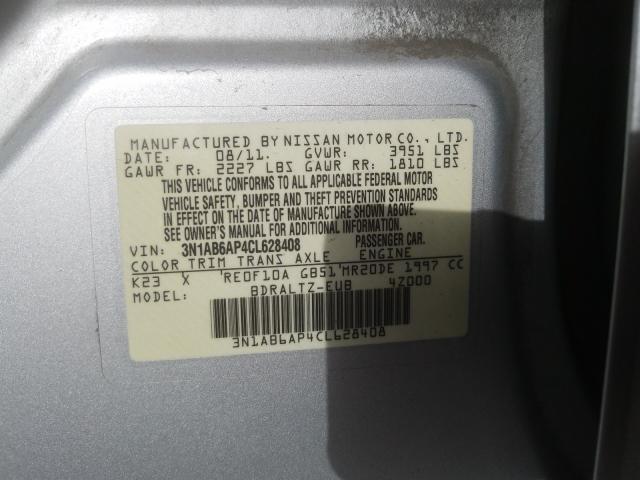 MANUFACTURED BY NISSAN MOTOR CO., LTD.
DATE: 08/11. GVWR: 3951 LBS
GAWR FR: 2227 LBS GAWR RR: 1810 LBS
THIS VEHICLE CONFORMS TO ALL APPLICABLE FEDERAL MOTOR
VEHICLE SAFETY, BUMPER AND THEFT PREVENTION STANDARDS
IN EFFECT ON THE DATE OF MANUFACTURE SHOWN ABOVE.
SEE OWNER'S MANUAL FOR ADDITIONAL INFORMATION.
VIN: 3N1AB6AP4CL628408 PASSENGER CAR.
COLOR TRIM TRANS AXLE ENGINE
K23 X 'RE0F10A GB51'MR20DE 1997 CC
BDRALTZ-EUB 4Z000
3N1AB6AP4CL628408